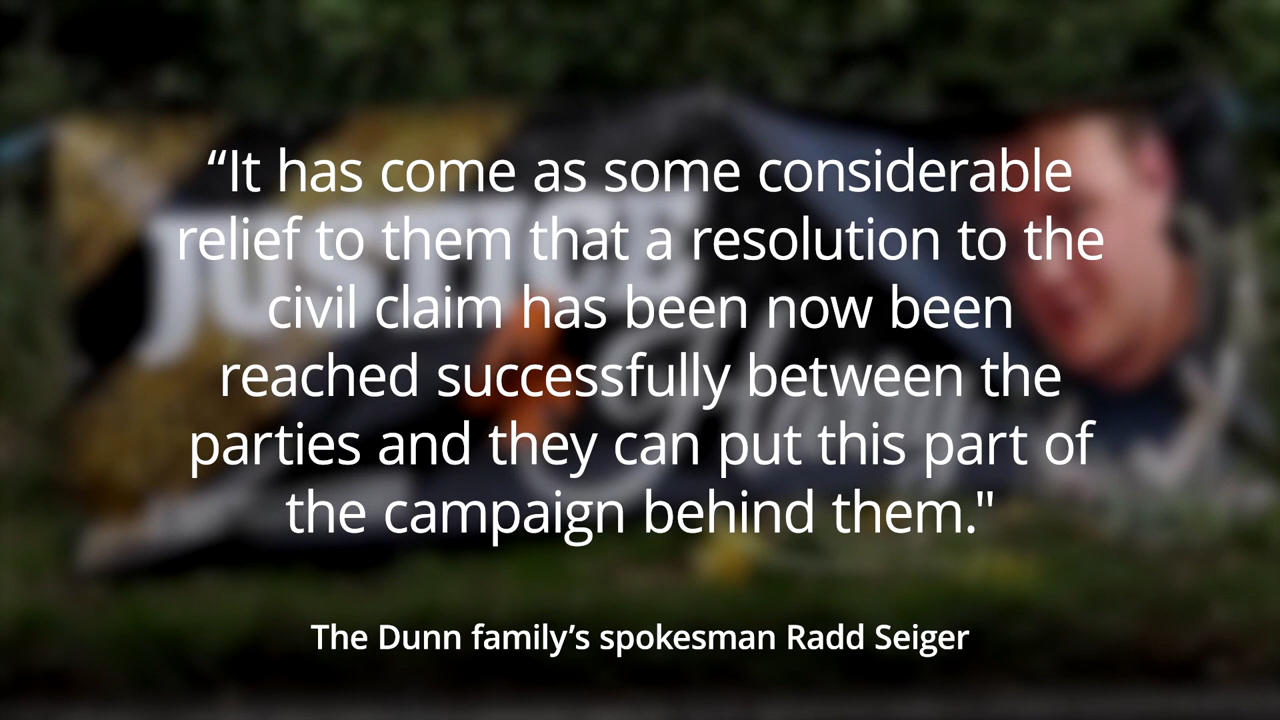 “It has come as some considerable
relief to them that a resolution to the
civil claim has been now been
reached successfully between the
parties and they can put this part of
the campaign behind them."
The Dunn family’s spokesman Radd Seiger
JUSTICE
Harry